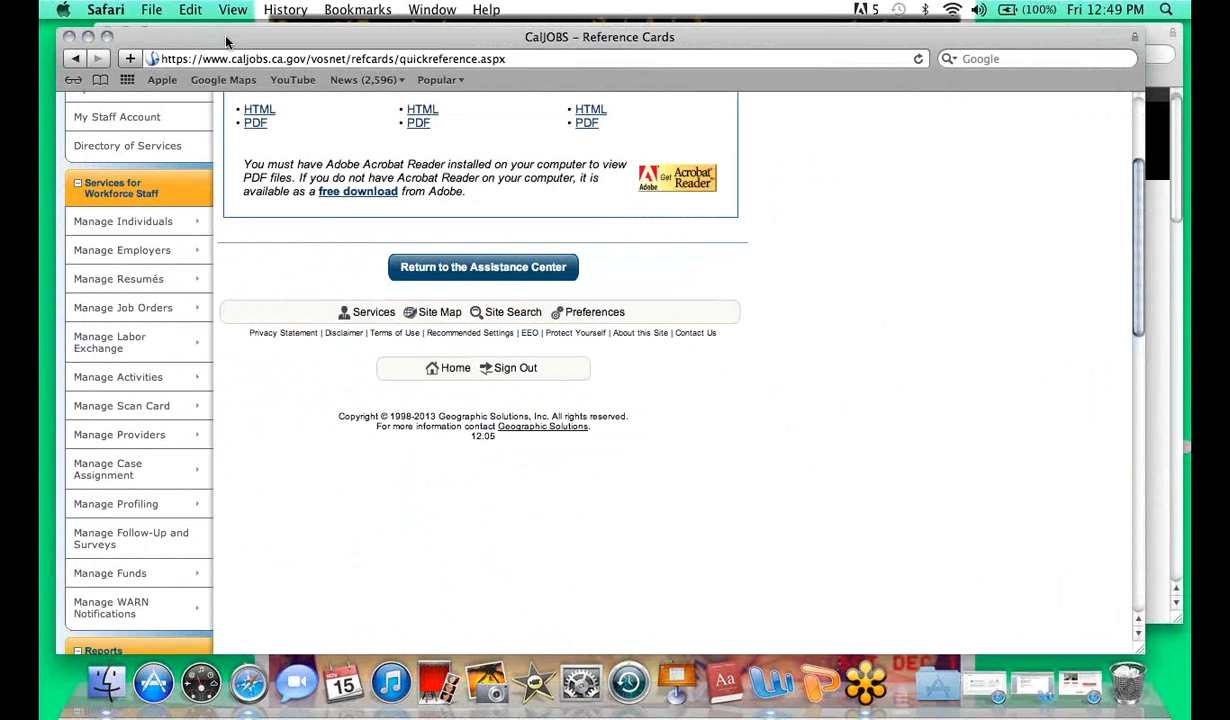 Safari File Edit View History Bookmarks Window Help
5 (100%) Fri 12:49 PM
CalJOBS – Reference Cards
https://www.caljobs.ca.gov/vosnet/refcards/quickreference.aspx
Google
Apple Google Maps YouTube News (2,596) Popular
My Staff Account
Directory of Services
Services for
Workforce Staff
Manage Individuals
Manage Employers
Manage Resumés
Manage Job Orders
Manage Labor
Exchange
Manage Activities
Manage Scan Card
Manage Providers
Manage Case
Assignment
Manage Profiling
Manage Follow-Up and
Surveys
Manage Funds
Manage WARN
Notifications
Reports
• HTML • HTML • HTML
• PDF • PDF • PDF
You must have Adobe Acrobat Reader installed on your computer to view
PDF files. If you do not have Acrobat Reader on your computer, it is
available as a free download from Adobe.
Get Acrobat
Adobe Reader
Return to the Assistance Center
Services Site Map Site Search Preferences
Privacy Statement | Disclaimer | Terms of Use | Recommended Settings | EEO | Protect Yourself | About this Site | Contact Us
Home Sign Out
Copyright © 1998-2013 Geographic Solutions, Inc. All rights reserved.
For more information contact Geographic Solutions.
12.05
NOV
15
Aa